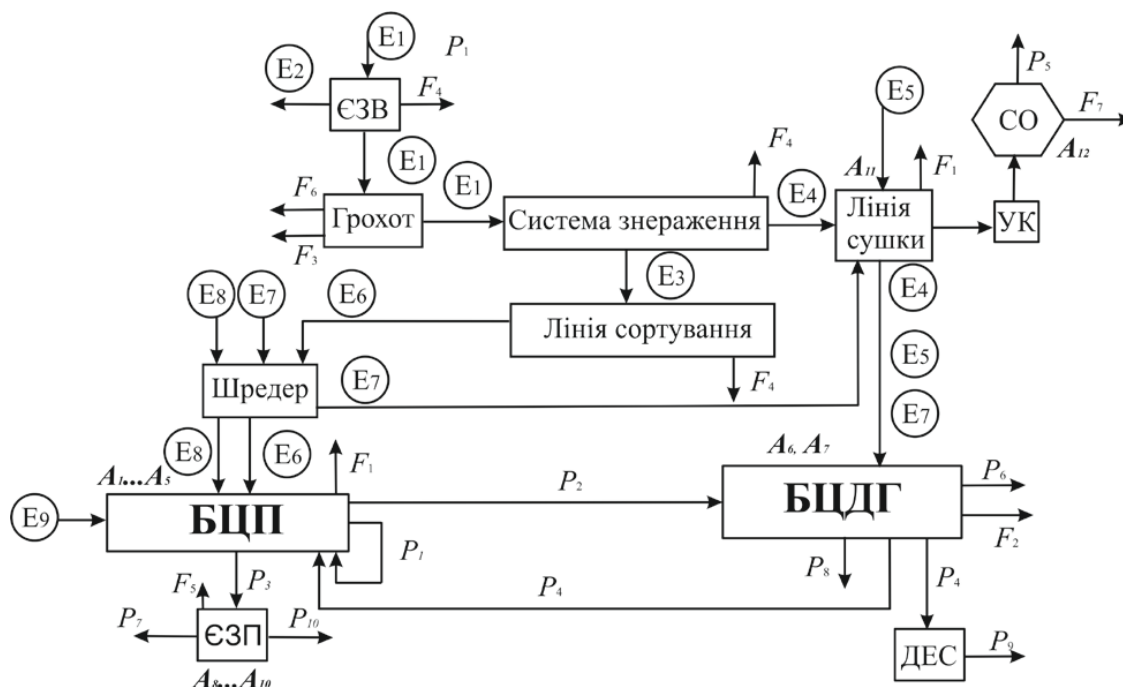 E1
P1
E2
F4
ЄЗВ
E1
E5
P5
F7
СО
A12
F4
A11
F1
F6
Грохот
E1
Система знераження
E4
Лінія
сушки
УК
F3
E3
E4
E8
E7
E6
Лінія сортування
E5
Шредер
E7
F4
E7
E8
E6
A1...A5
F1
A6, A7
E9
БЦП
P2
БЦДГ
P6
F2
P1
P3
P8
P4
P4
F5
P7
ЄЗП
P10
ДЕС
P9
A8...A10